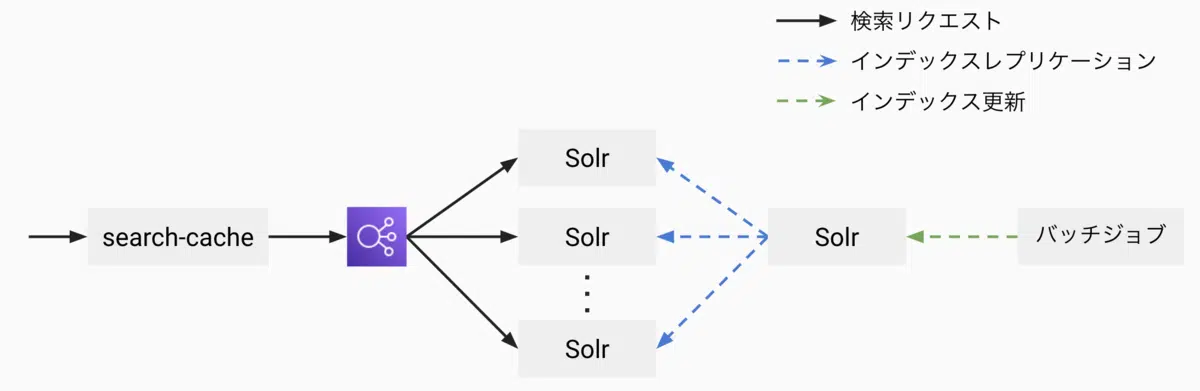 検索リクエスト
インデックスレプリケーション
インデックス更新
Solr
search-cache
Solr
Solr
バッチジョブ
Solr